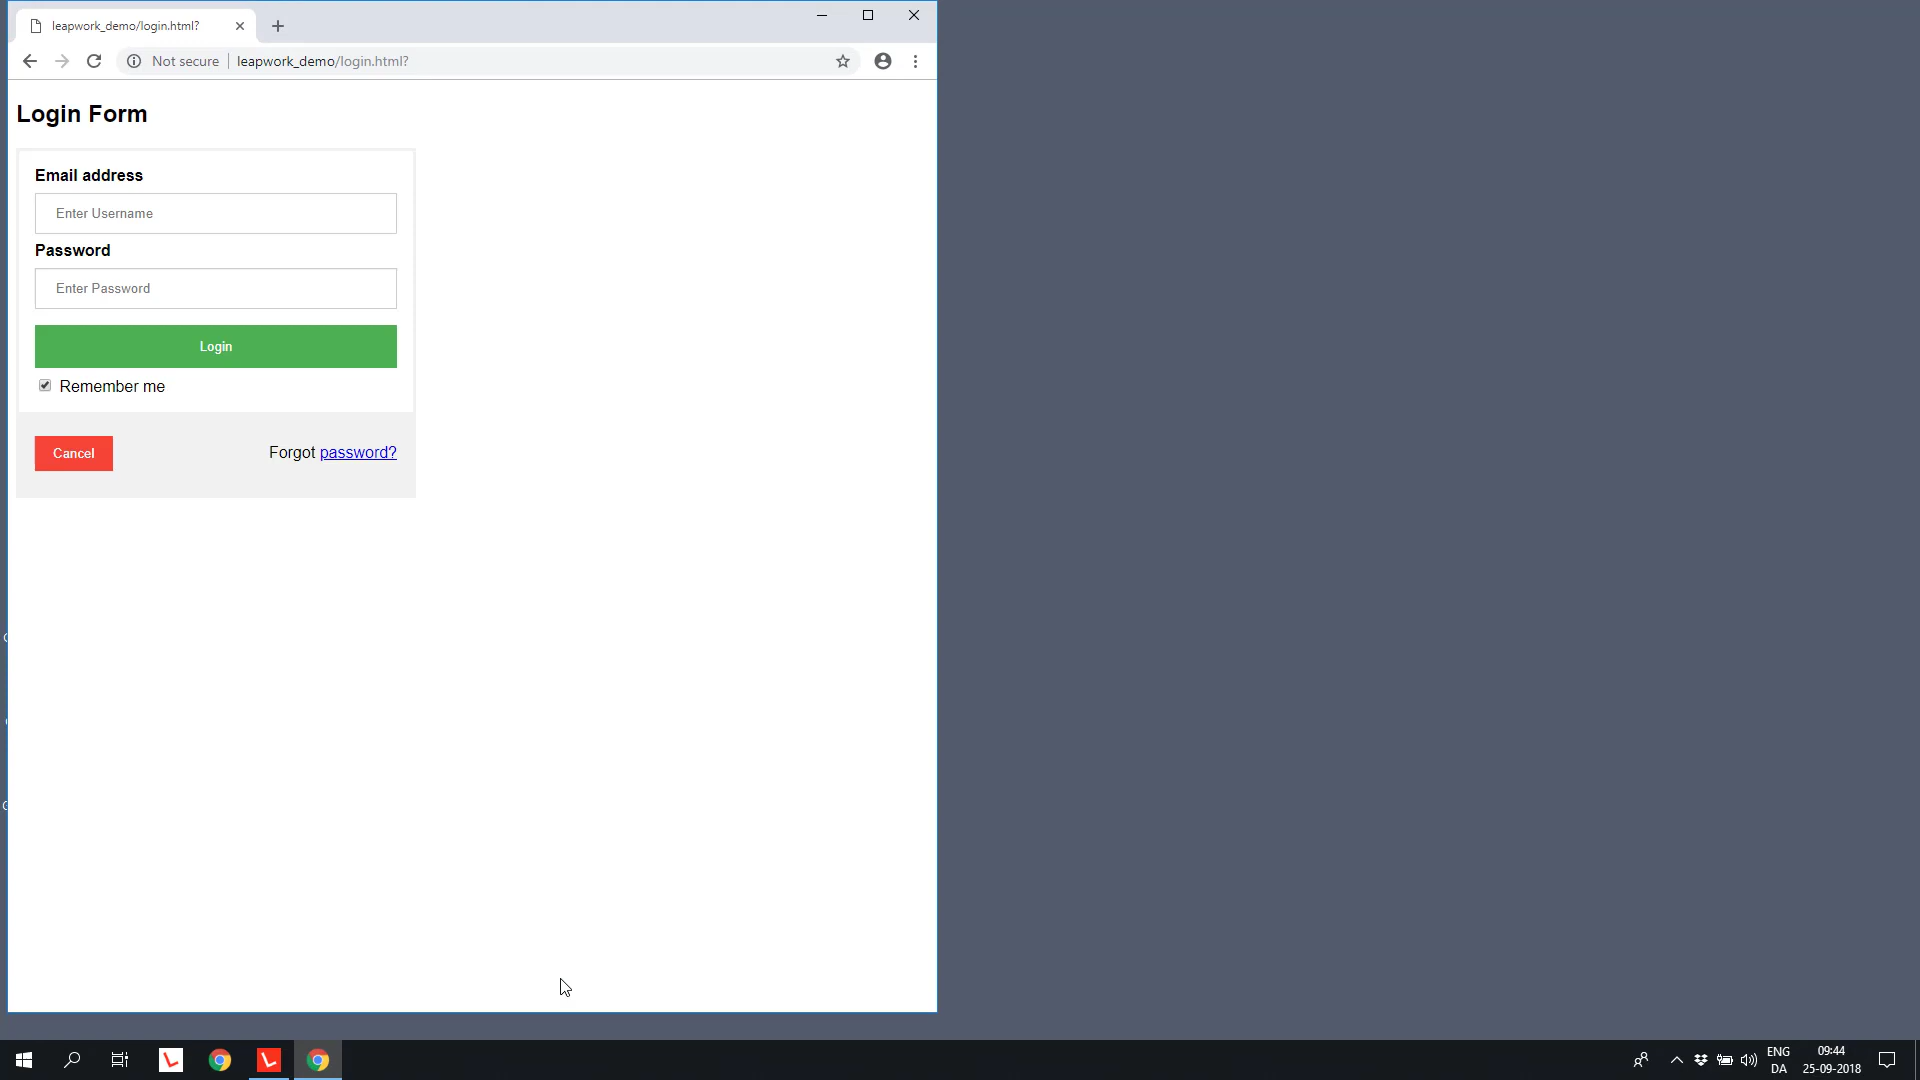 leapwork_demo/login.html?
Not secure
leapwork_demo/login.html?
Login Form
Email address
Enter Username
Password
Enter Password
Login
Remember me
Cancel
Forgot password?
ENG
DA
09:44
25-09-2018